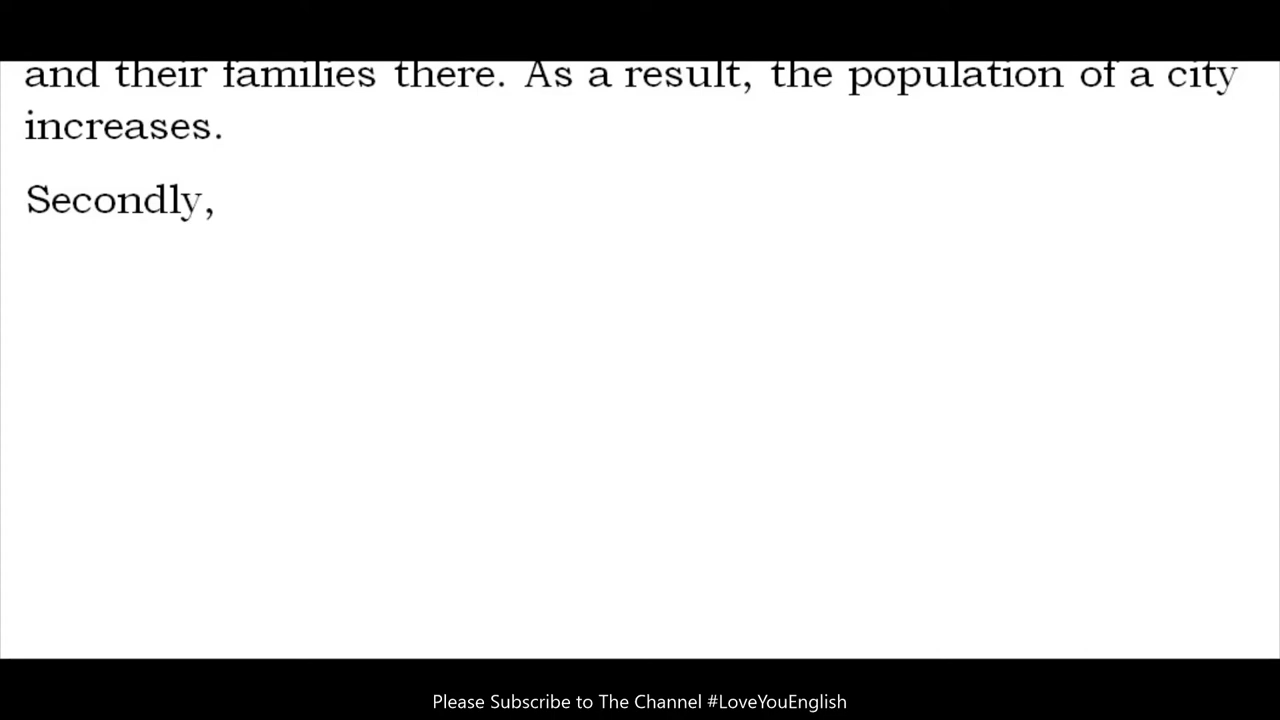 and their families there. As a result, the population of a city
increases.
Secondly,
Please Subscribe to The Channel #LoveYouEnglish